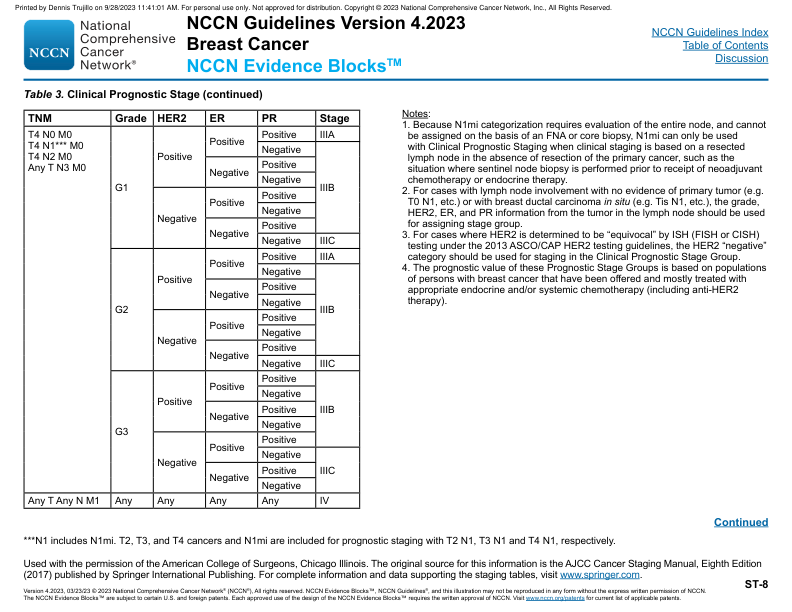 Printed by Dennis Trujillo on 9/28/2023 11:41:01 AM. For personal use only. Not approved for distribution. Copyright © 2023 National Comprehensive Cancer Network, Inc., All Rights Reserved.
NCCN
National
Comprehensive
Cancer
Network®
NCCN Guidelines Version 4.2023
Breast Cancer
NCCN Evidence Blocks™
NCCN Guidelines Index
Table of Contents
Discussion
Table 3. Clinical Prognostic Stage (continued)
TNM Grade HER2 ER PR Stage
T4 N0 M0
T4 N1*** M0
T4 N2 M0
Any T N3 M0
G1 Positive Positive Positive IIIA
Negative IIIB
Negative Positive
Negative
Negative Positive Positive
Negative
Negative Positive
Negative IIIC
G2 Positive Positive Positive IIIA
Negative IIIB
Negative Positive
Negative
Negative Positive Positive
Negative
Negative Positive
Negative IIIC
G3 Positive Positive Positive IIIB
Negative
Negative Positive
Negative
Negative Positive Positive
Negative IIIC
Negative Positive
Negative
Any T Any N M1 Any Any Any Any IV
Notes:
1. Because N1mi categorization requires evaluation of the entire node, and cannot
be assigned on the basis of an FNA or core biopsy, N1mi can only be used
with Clinical Prognostic Staging when clinical staging is based on a resected
lymph node in the absence of resection of the primary cancer, such as the
situation where sentinel node biopsy is performed prior to receipt of neoadjuvant
chemotherapy or endocrine therapy.
2. For cases with lymph node involvement with no evidence of primary tumor (e.g.
T0 N1, etc.) or with breast ductal carcinoma in situ (e.g. Tis N1, etc.), the grade,
HER2, ER, and PR information from the tumor in the lymph node should be used
for assigning stage group.
3. For cases where HER2 is determined to be “equivocal” by ISH (FISH or CISH)
testing under the 2013 ASCO/CAP HER2 testing guidelines, the HER2 “negative”
category should be used for staging in the Clinical Prognostic Stage Group.
4. The prognostic value of these Prognostic Stage Groups is based on populations
of persons with breast cancer that have been offered and mostly treated with
appropriate endocrine and/or systemic chemotherapy (including anti-HER2
therapy).
Continued
***N1 includes N1mi. T2, T3, and T4 cancers and N1mi are included for prognostic staging with T2 N1, T3 N1 and T4 N1, respectively.
Used with the permission of the American College of Surgeons, Chicago Illinois. The original source for this information is the AJCC Cancer Staging Manual, Eighth Edition
(2017) published by Springer International Publishing. For complete information and data supporting the staging tables, visit www.springer.com.
ST-8
Version 4.2023, 03/23/23 © 2023 National Comprehensive Cancer Network® (NCCN®), All rights reserved. NCCN Evidence Blocks™, NCCN Guidelines®, and this illustration may not be reproduced in any form without the express written permission of NCCN.
The NCCN Evidence Blocks™ are subject to certain U.S. and foreign patents. Each approved use of the design of the NCCN Evidence Blocks™ requires the written approval of NCCN. Visit www.nccn.org/patents for current list of applicable patents.